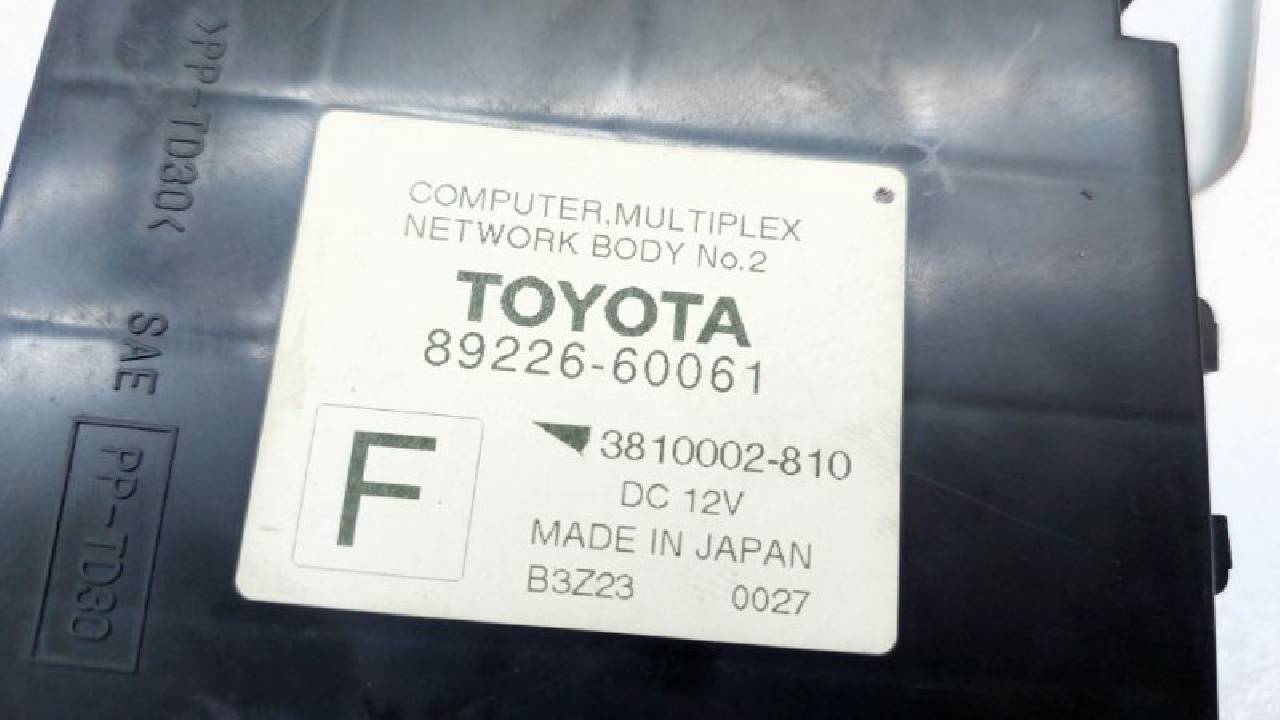 COMPUTER,MULTIPLEX
NETWORK BODY No.2
TOYOTA
89226-60061
F
3810002-810
DC 12V
MADE IN JAPAN
B3Z23 0027
>PP-TD30<
SAE PP-TD30